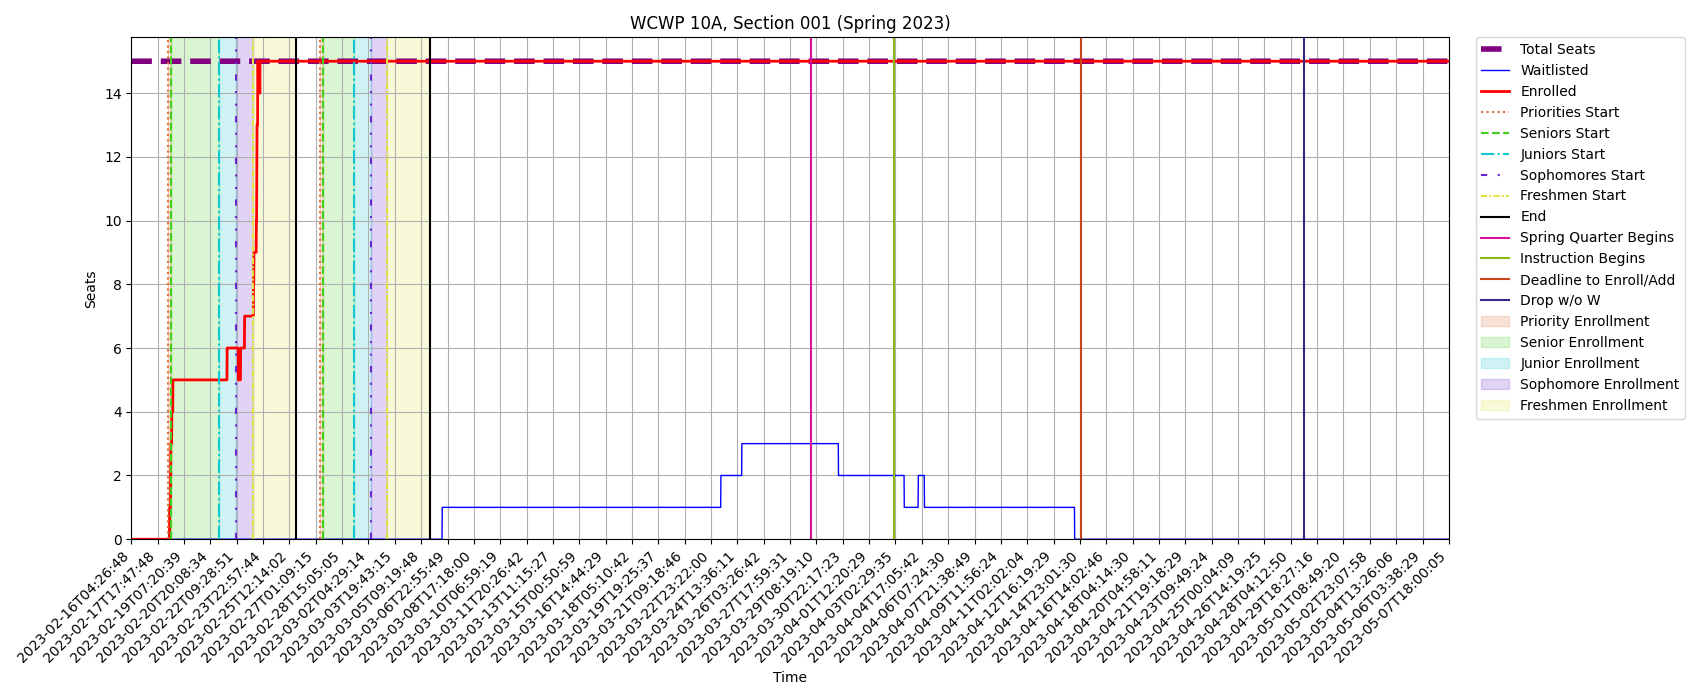 WCWP 10A, Section 001 (Spring 2023)
Seats
14
12
10
8
6
4
2
0
2023-02-16T04:26:48
2023-02-17T17:47:48
2023-02-19T07:20:39
2023-02-20T20:08:34
2023-02-22T09:28:51
2023-02-23T22:57:44
2023-02-25T12:14:02
2023-02-27T01:09:15
2023-02-28T15:05:05
2023-03-02T04:29:14
2023-03-03T19:43:15
2023-03-05T09:19:48
2023-03-06T22:55:49
2023-03-08T17:18:00
2023-03-10T06:59:19
2023-03-11T20:26:42
2023-03-13T11:15:27
2023-03-15T00:50:59
2023-03-16T14:44:29
2023-03-18T05:10:42
2023-03-19T19:25:37
2023-03-21T09:18:46
2023-03-22T23:22:00
2023-03-24T13:36:11
2023-03-26T03:26:42
2023-03-27T17:59:31
2023-03-29T08:19:10
2023-03-30T22:17:23
2023-04-01T12:20:29
2023-04-03T02:29:35
2023-04-04T17:05:42
2023-04-06T07:24:30
2023-04-07T21:38:49
2023-04-09T11:56:24
2023-04-11T02:02:04
2023-04-12T16:19:29
2023-04-14T23:01:30
2023-04-16T14:02:46
2023-04-18T04:14:30
2023-04-20T04:58:11
2023-04-21T19:18:29
2023-04-23T09:49:24
2023-04-25T00:04:09
2023-04-26T14:19:25
2023-04-28T04:12:50
2023-04-29T18:27:16
2023-05-01T08:49:20
2023-05-02T23:07:58
2023-05-04T13:26:06
2023-05-06T03:38:29
2023-05-07T18:00:05
Time
Total Seats
Waitlisted
Enrolled
Priorities Start
Seniors Start
Juniors Start
Sophomores Start
Freshmen Start
End
Spring Quarter Begins
Instruction Begins
Deadline to Enroll/Add
Drop w/o W
Priority Enrollment
Senior Enrollment
Junior Enrollment
Sophomore Enrollment
Freshmen Enrollment